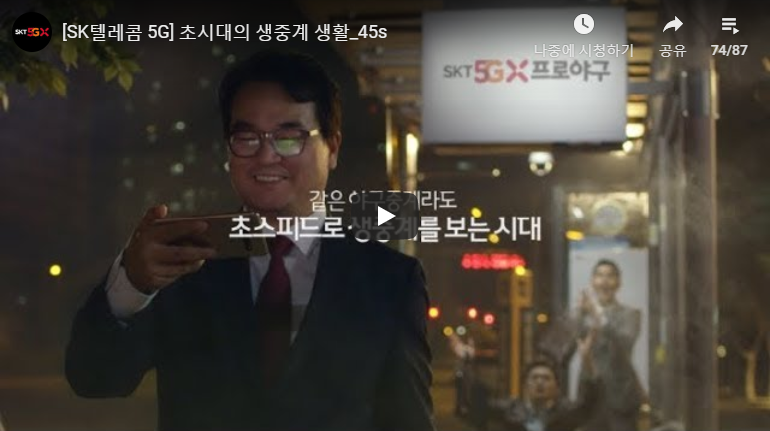 SKT 5GX
[SK텔레콤 5G] 초시대의 생중계 생활_45s
나중에 시청하기
공유
74/87
SKT 5GX 프로야구
같은 야구중계라도
초스피드로 생중계를 보는 시대